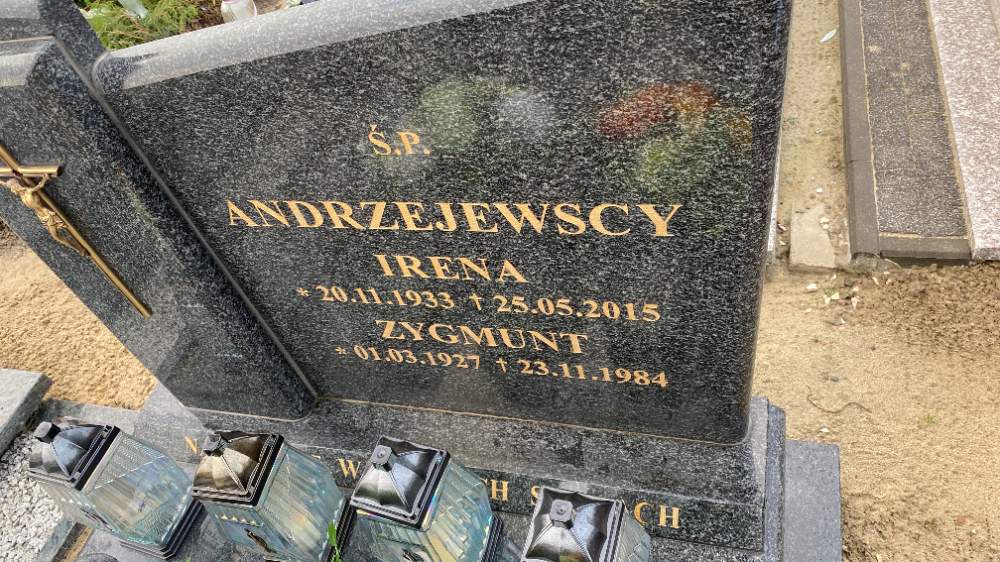 Ś.P.
ANDRZEJEWSCY
IRENA
* 20.11.1933 † 25.05.2015
ZYGMUNT
* 01.03.1927 † 23.11.1984